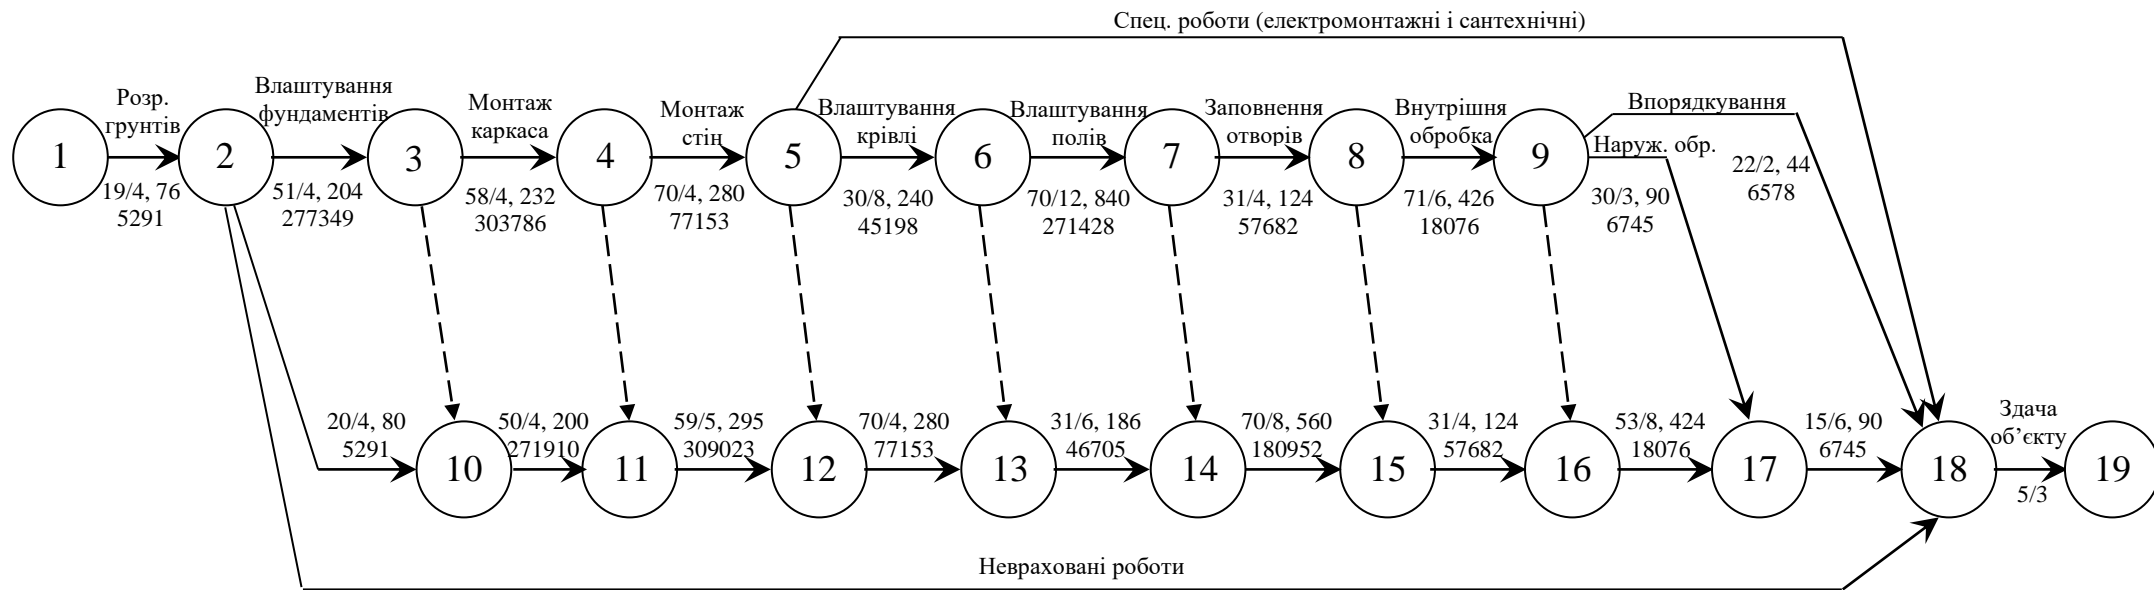 Спец. роботи (електромонтажні і сантехнічні)
Розр.
грунтів
Влаштування
фундаментів
Монтаж
каркаса
Монтаж
стін
Влаштування
крівлі
Влаштування
полів
Заповнення
отворів
Внутрішня
обробка
Впорядкування
Наруж. обр.
1
2
3
4
5
6
7
8
9
19/4, 76
5291
51/4, 204
277349
58/4, 232
303786
70/4, 280
77153
30/8, 240
45198
70/12, 840
271428
31/4, 124
57682
71/6, 426
18076
30/3, 90
6745
22/2, 44
6578
20/4, 80
5291
50/4, 200
271910
59/5, 295
309023
70/4, 280
77153
31/6, 186
46705
70/8, 560
180952
31/4, 124
57682
53/8, 424
18076
15/6, 90
6745
Здача
об’єкту
5/3
10
11
12
13
14
15
16
17
18
19
Невраховані роботи